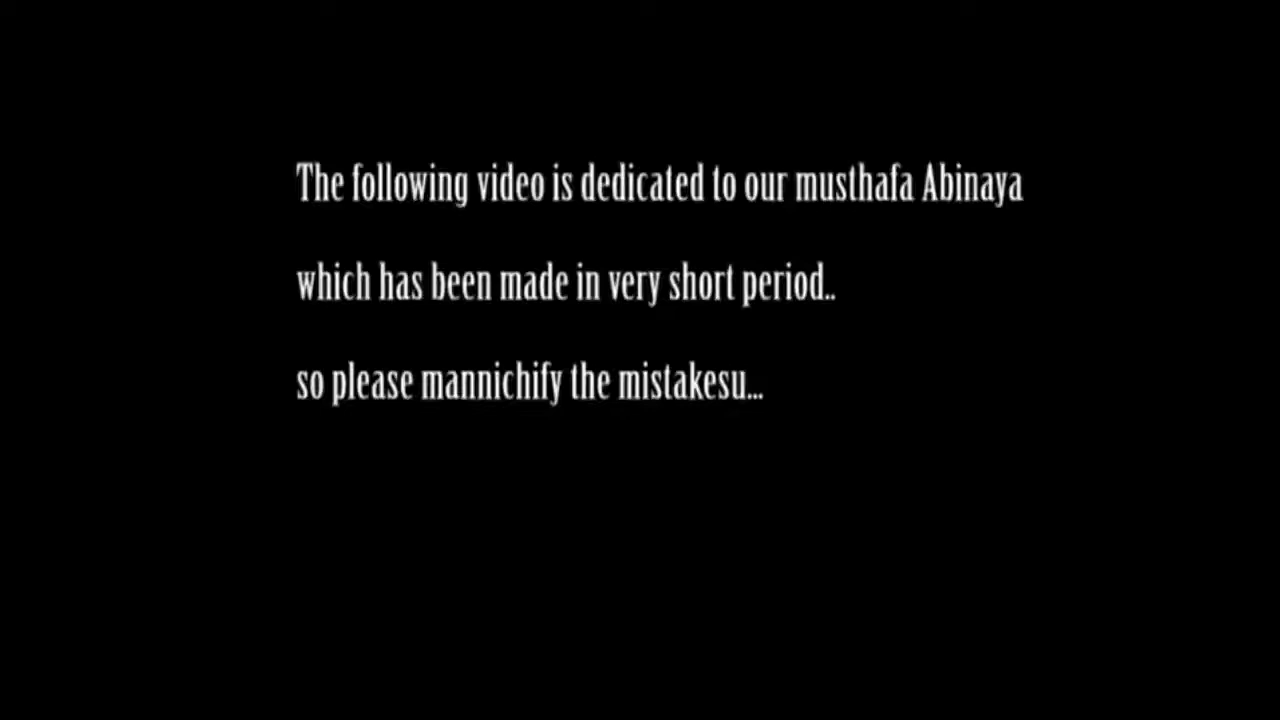 The following video is dedicated to our musthafa Abinaya
which has been made in very short period..
so please mannichify the mistakesu...